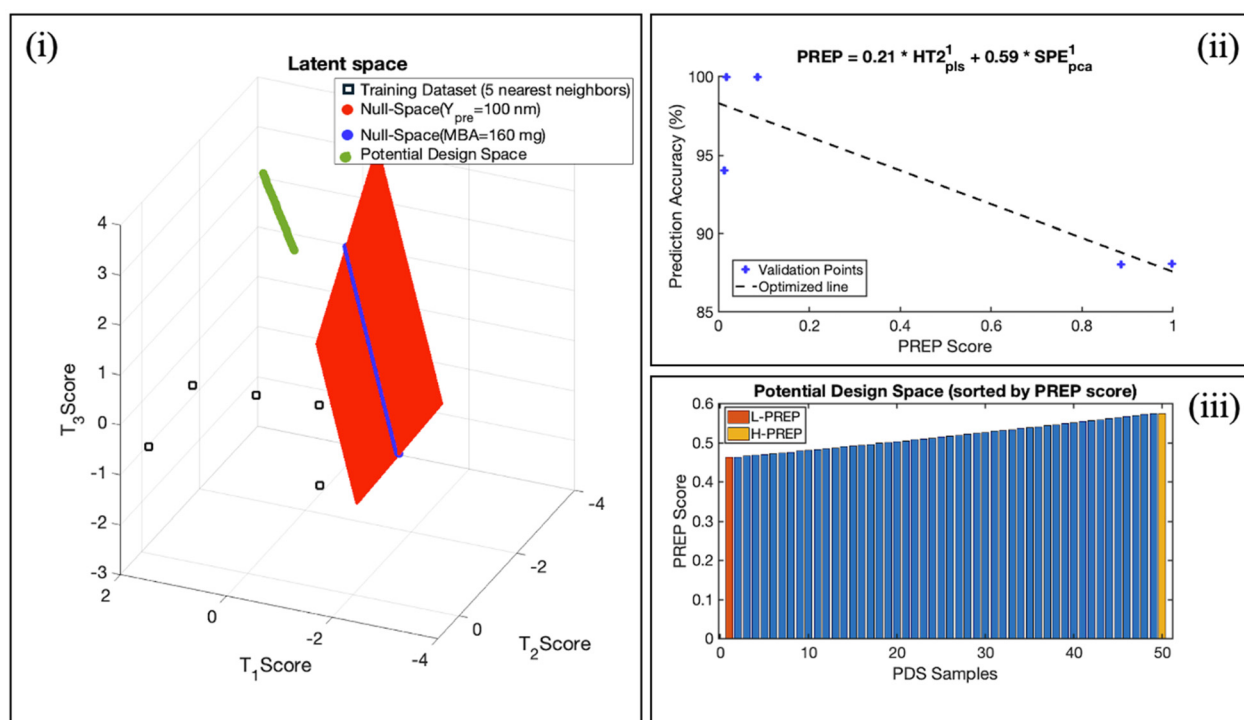 (i)
Latent space
Training Dataset (5 nearest neighbors)
Null-Space(Y_pre=100 nm)
Null-Space(MBA=160 mg)
Potential Design Space
4
3
2
1
0
-1
-2
-3
T_3Score
2
0
-2
-4
T_1Score
0
-2
-4
T_2Score
(ii)
PREP = 0.21 * HT2^1_pls + 0.59 * SPE^1_pca
100
95
90
85
Prediction Accuracy (%)
Validation Points
Optimized line
0
0.2
0.4
0.6
0.8
1
PREP Score
(iii)
Potential Design Space (sorted by PREP score)
L-PREP
H-PREP
0.6
0.5
0.4
0.3
0.2
0.1
0
PREP Score
0
10
20
30
40
50
PDS Samples